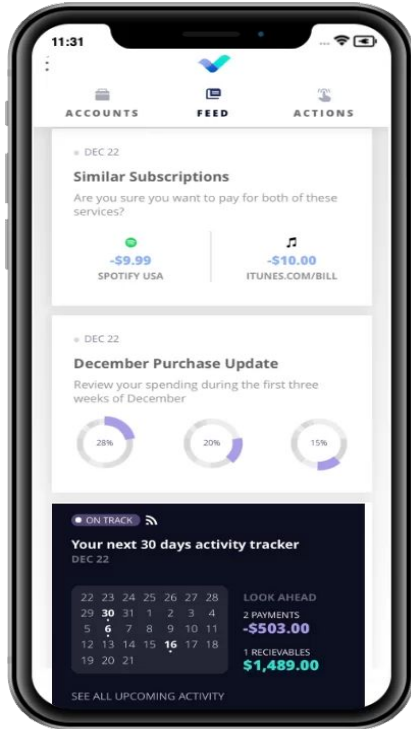 11:31
ACCOUNTS FEED ACTIONS
DEC 22
Similar Subscriptions
Are you sure you want to pay for both of these
services?
-$9.99 -$10.00
SPOTIFY USA ITUNES.COM/BILL
DEC 22
December Purchase Update
Review your spending during the first three
weeks of December
28% 20% 15%
ON TRACK
Your next 30 days activity tracker
DEC 22
22 23 24 25 26 27 28
29 30 31 1 2 3 4
5 6 7 8 9 10 11
12 13 14 15 16 17 18
19 20 21
LOOK AHEAD
2 PAYMENTS
-$503.00
1 RECIEVABLES
$1,489.00
SEE ALL UPCOMING ACTIVITY